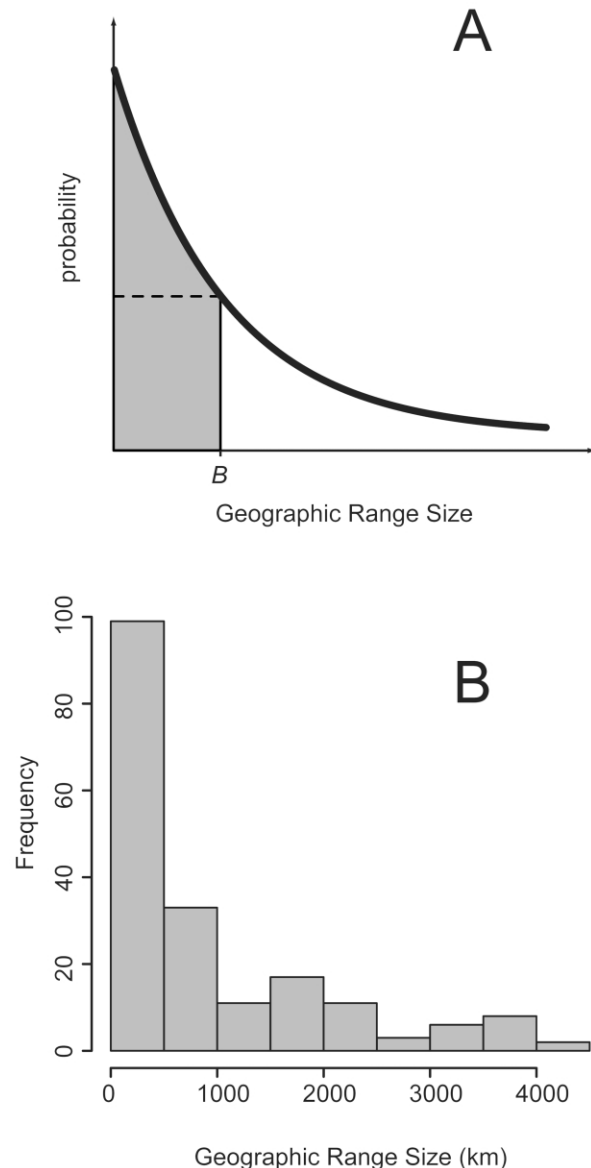 A
probability
B
Geographic Range Size
B
Frequency
100
80
60
40
20
0
0 1000 2000 3000 4000
Geographic Range Size (km)